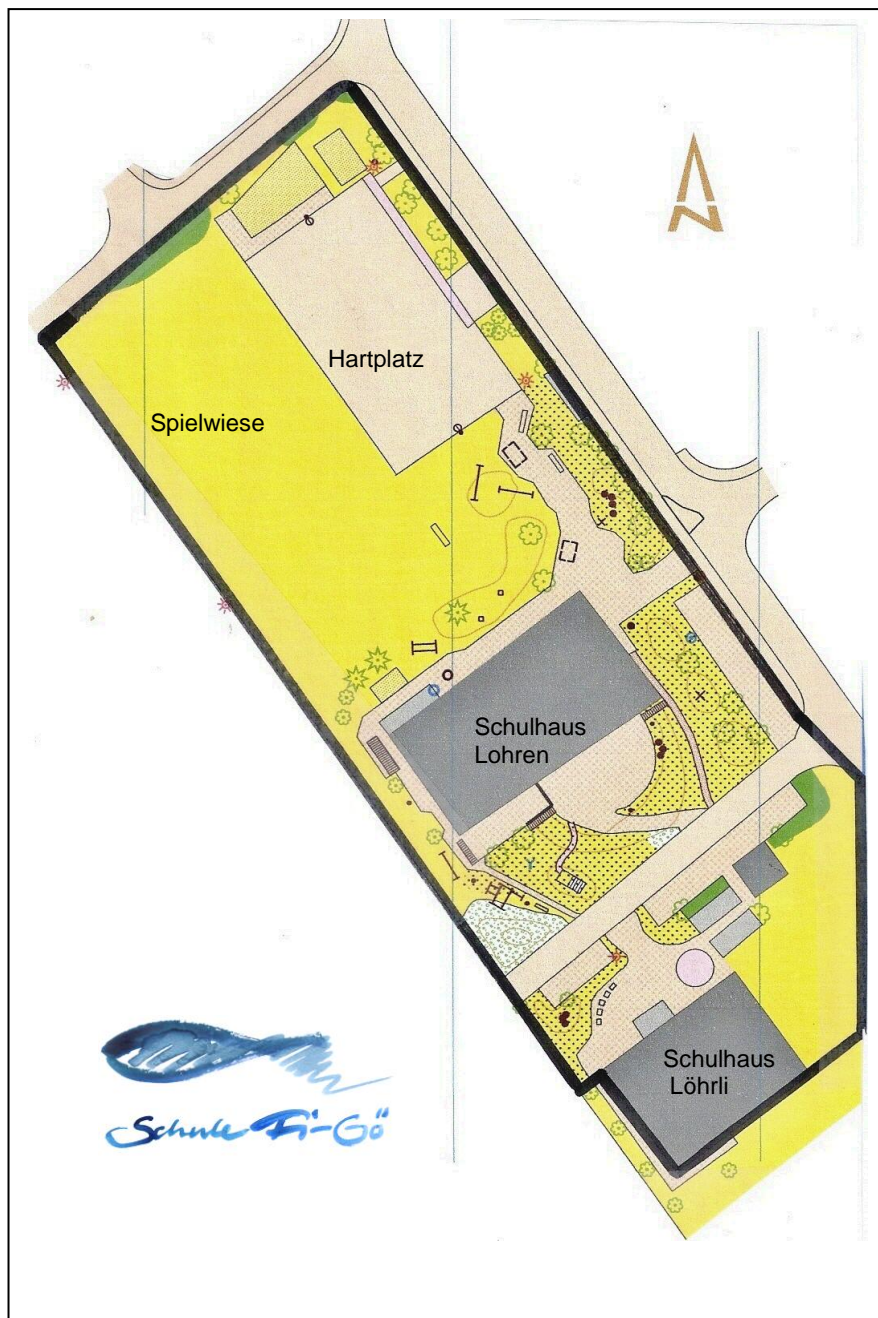 Hartplatz
Spielwiese
Schulhaus
Lohren
Schulhaus
Löhrli
Schule Fi-Gö